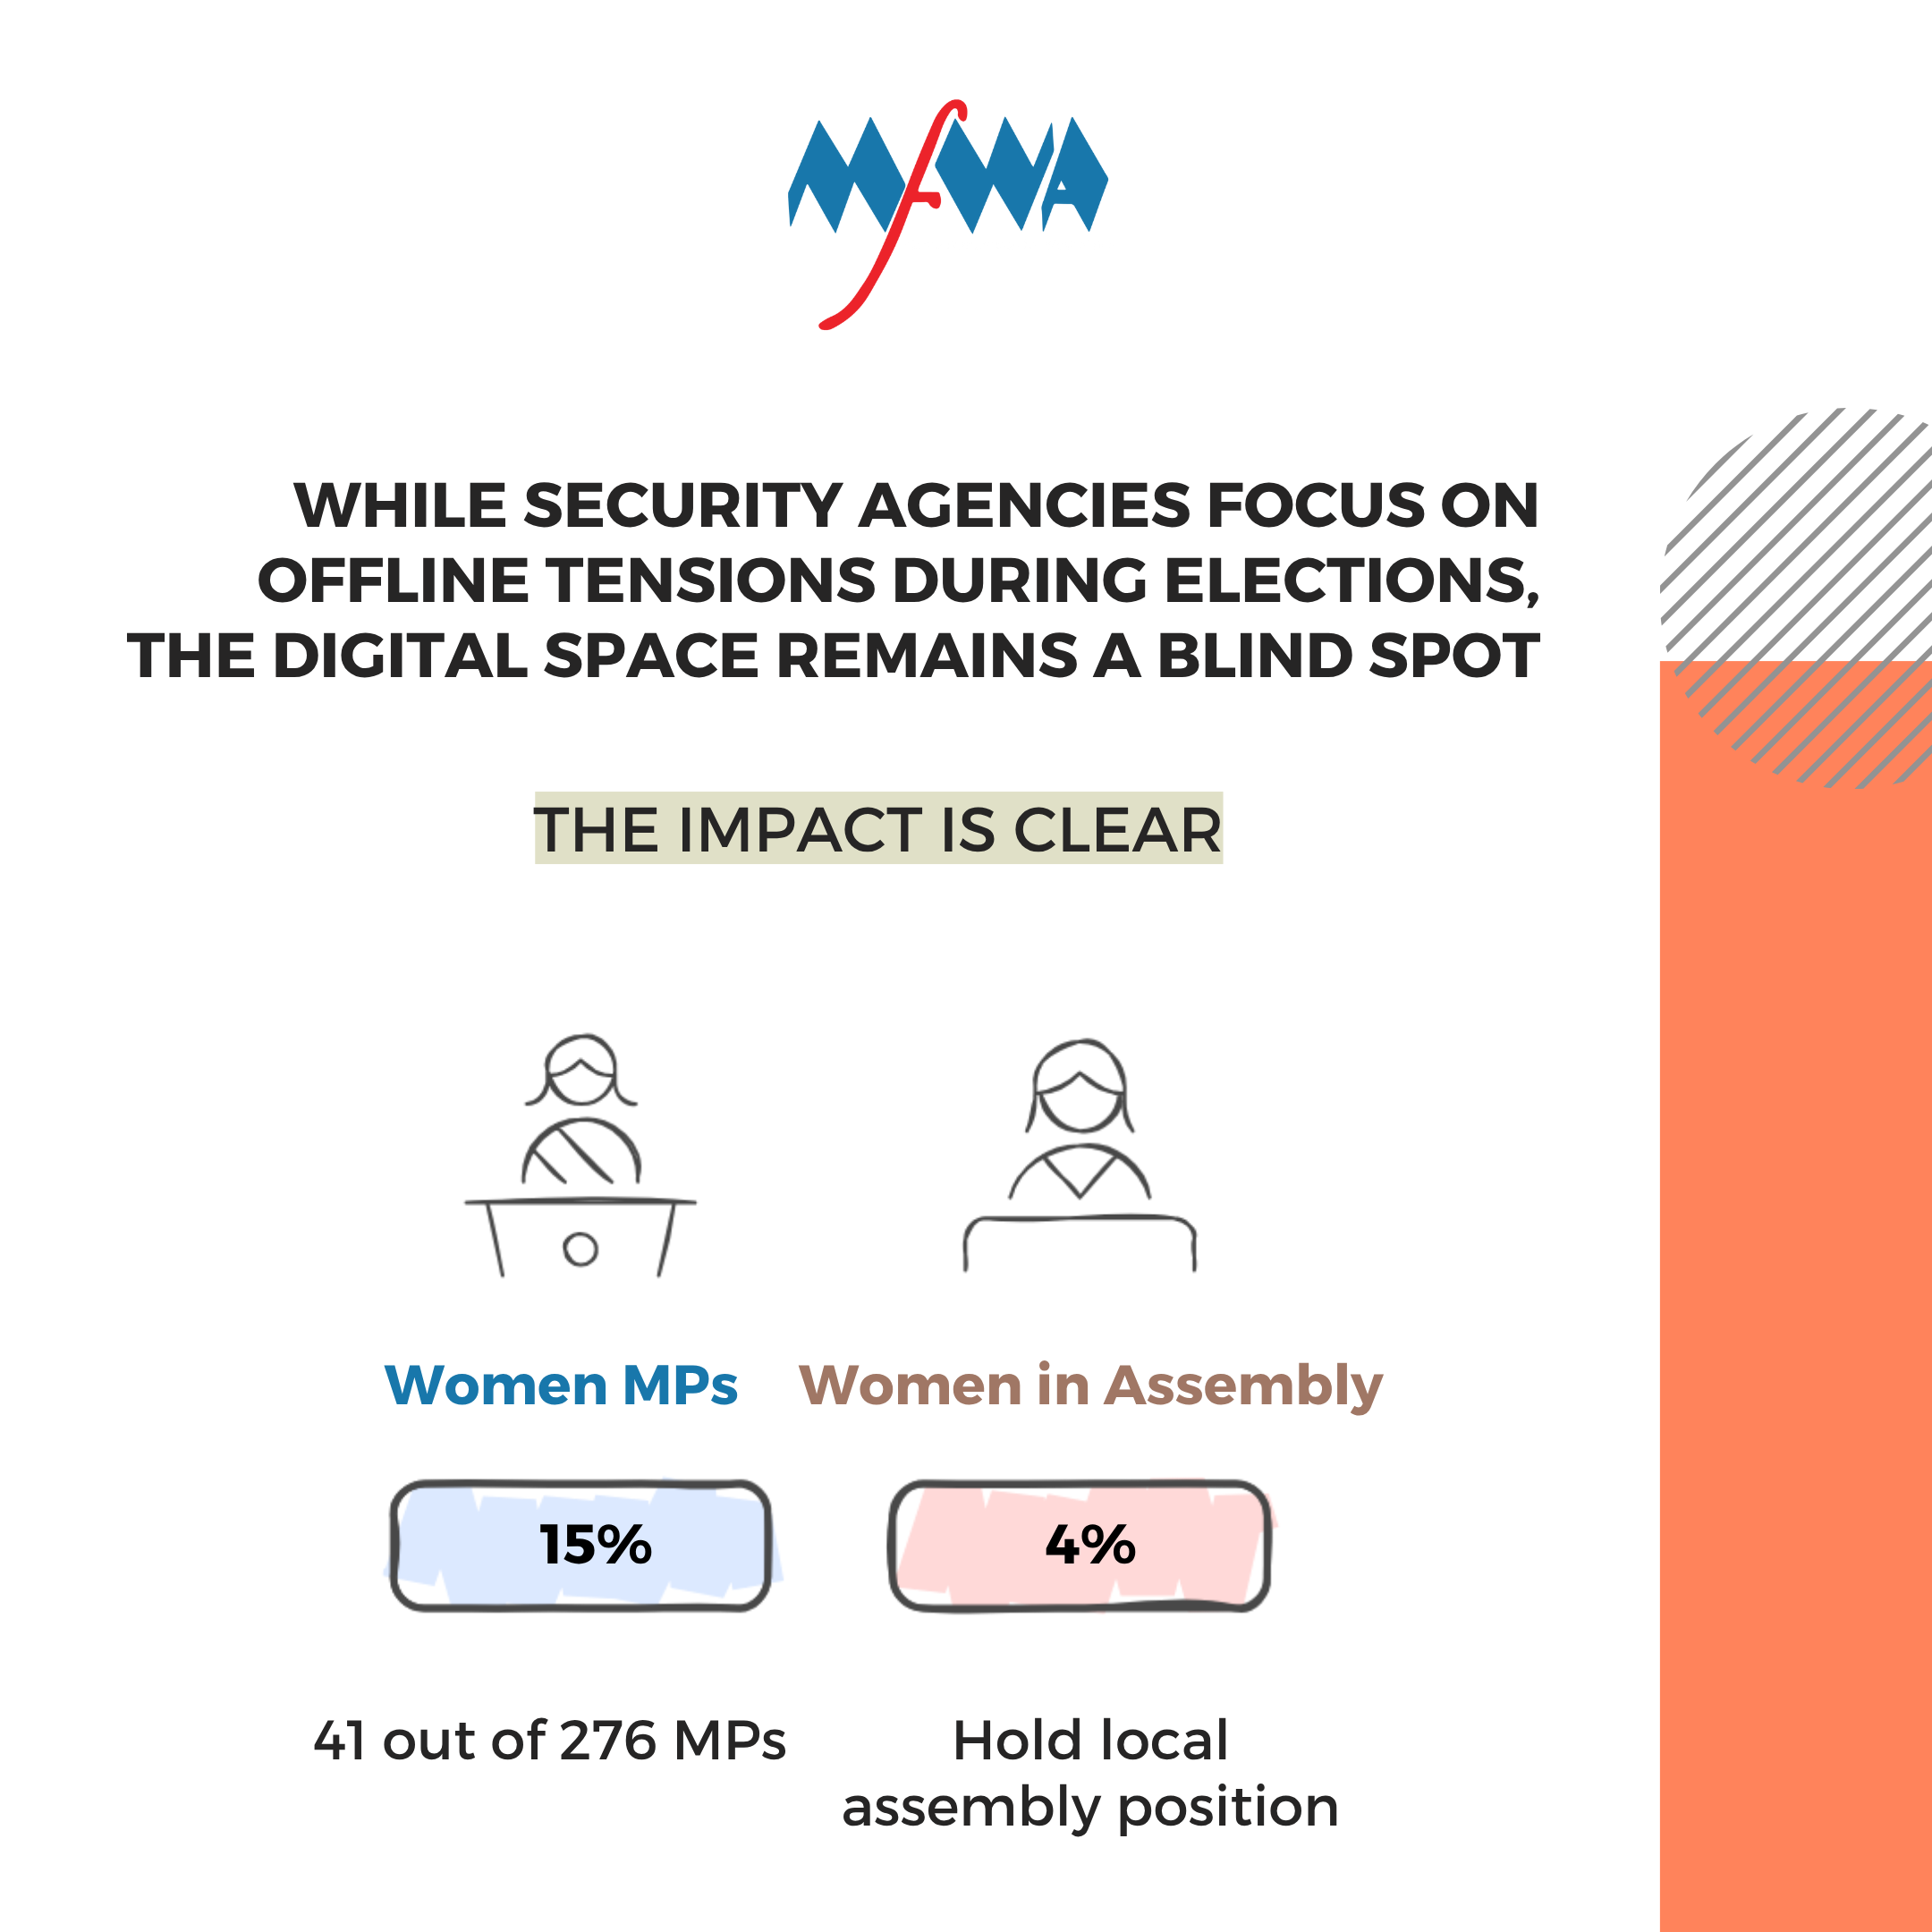 MfWA
WHILE SECURITY AGENCIES FOCUS ON
OFFLINE TENSIONS DURING ELECTIONS,
THE DIGITAL SPACE REMAINS A BLIND SPOT
THE IMPACT IS CLEAR
Women MPs
Women in Assembly
15%
4%
41 out of 276 MPs
Hold local
assembly position